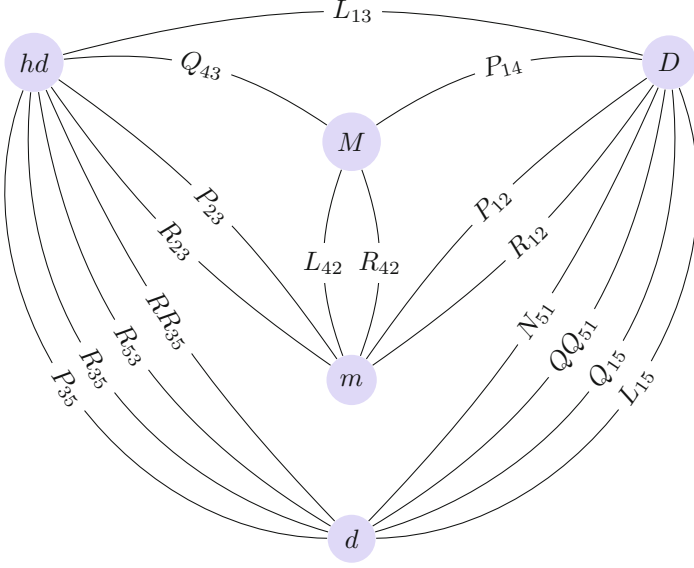 L₁₃
hd
D
Q₄₃
P₁₄
M
P₂₃
P₁₂
R₂₃
R₁₂
L₄₂
R₄₂
RR₃₅
N₅₁
R₅₃
QQ₅₁
R₃₅
Q₁₅
P₃₅
L₁₅
m
d